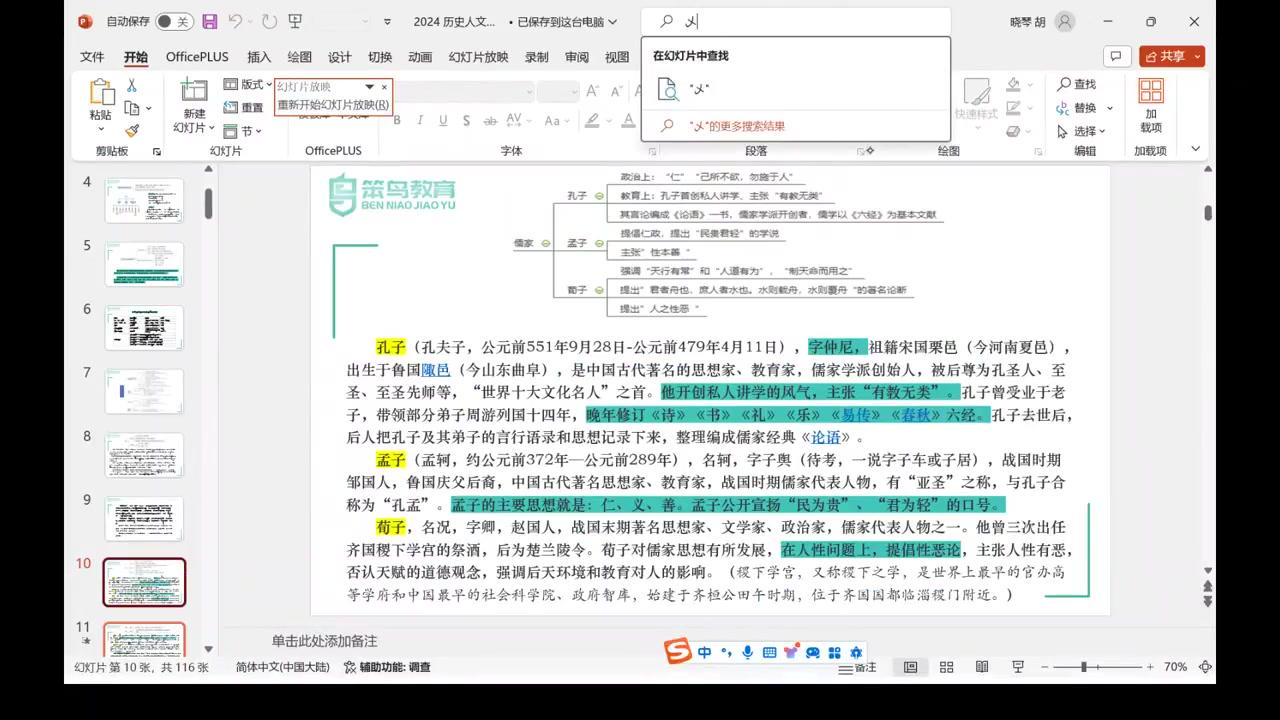 自动保存 关 2024 历史人文... • 已保存到这台电脑 晓琴 胡
文件 开始 OfficePLUS 插入 绘图 设计 切换 动画 幻灯片放映 录制 审阅 视图 共享
在幻灯片中查找
的更多搜索结果
粘贴 新建 幻灯片 版式 重置 节
幻灯片放映
重新开始幻灯片放映(R)
快速样式 查找 替换 选择 加载项
剪贴板 幻灯片 OfficePLUS 字体 段落 绘图 编辑 加载项
笨鸟教育
BEN NIAO JIAO YU
儒家
孔子
政治上：“仁”“己所不欲，勿施于人”
教育上：孔子首创私人讲学、主张“有教无类”
其言论编成《论语》一书，儒家学派开创者，儒学以《六经》为基本文献
孟子
提倡仁政，提出“民贵君轻”的学说
主张“性本善”
荀子
强调“天行有常”和“人道有为”，“制天命而用之”
提出“君者舟也，庶人者水也。水则载舟，水则覆舟”的著名论断
提出“人之性恶”
孔子（孔夫子，公元前551年9月28日-公元前479年4月11日），字仲尼，祖籍宋国栗邑（今河南夏邑），
出生于鲁国陬邑（今山东曲阜），是中国古代著名的思想家、教育家，儒家学派创始人，被后尊为孔圣人、至
圣、至圣先师等，“世界十大文化名人”之首。他开创私人讲学的风气，主张“有教无类”。孔子曾受业于老
子，带领部分弟子周游列国十四年，晚年修订《诗》《书》《礼》《乐》《易传》《春秋》六经。孔子去世后，
后人把孔子及其弟子的言行语录和思想记录下来，整理编成儒家经典《论语》。
孟子（孟轲，约公元前372年—公元前289年），名轲，字子舆（待考，一说字子车或子居），战国时期
邹国人，鲁国庆父后裔，中国古代著名思想家、教育家，战国时期儒家代表人物，有“亚圣”之称，与孔子合
称为“孔孟”。孟子的主要思想就是：仁、义、善。孟子公开宣扬“民为贵” “君为轻”的口号。
荀子，名况，字卿，赵国人，战国末期著名思想家、文学家、政治家，儒家代表人物之一。他曾三次出任
齐国稷下学宫的祭酒，后为楚兰陵令。荀子对儒家思想有所发展，在人性问题上，提倡性恶论，主张人性有恶，
否认天赋的道德观念，强调后天环境和教育对人的影响。（稷下学宫，又称稷下之学，是世界上最早的官办高
等学府和中国最早的社会科学院、政府智库，始建于齐桓公田午时期，位于齐国国都临淄稷门附近。）
4
5
6
7
8
9
10
11
单击此处添加备注
中
幻灯片 第 10 张，共 116 张 简体中文(中国大陆) 辅助功能: 调查 备注 70%